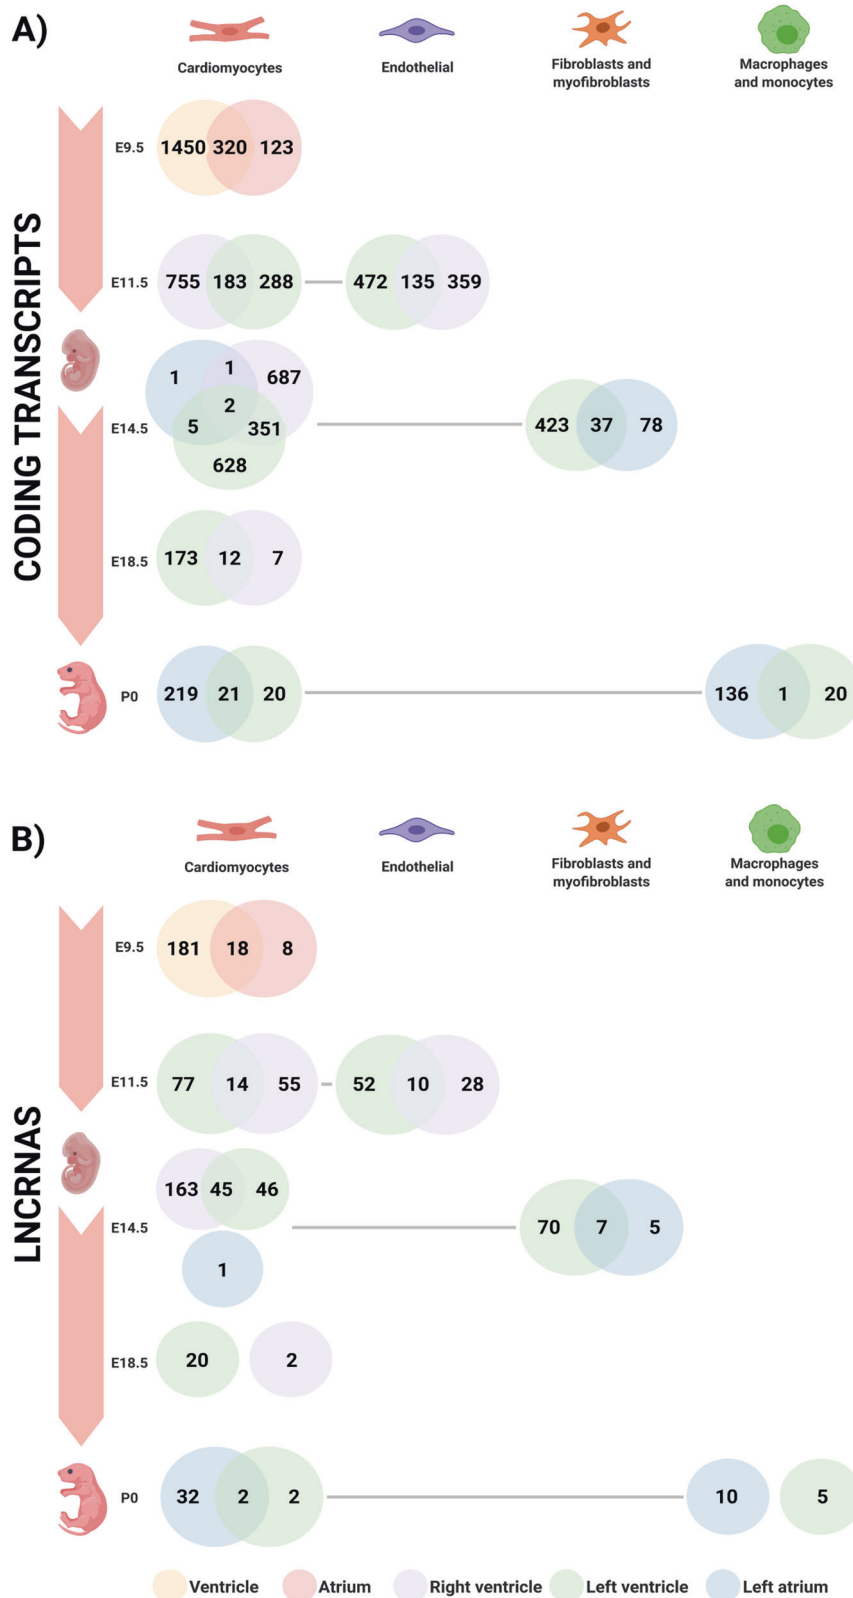 A)
Cardiomyocytes
Endothelial
Fibroblasts and
myofibroblasts
Macrophages
and monocytes
CODING TRANSCRIPTS
E9.5
1450 320 123
E11.5
755 183 288
472 135 359
E14.5
1
1
687
2
5
351
628
423 37 78
E18.5
173 12 7
P0
219 21 20
136 1 20
B)
Cardiomyocytes
Endothelial
Fibroblasts and
myofibroblasts
Macrophages
and monocytes
LNCRNAS
E9.5
181 18 8
E11.5
77 14 55
52 10 28
E14.5
163 45 46
1
70 7 5
E18.5
20 2
P0
32 2 2
10 5
Ventricle Atrium Right ventricle Left ventricle Left atrium